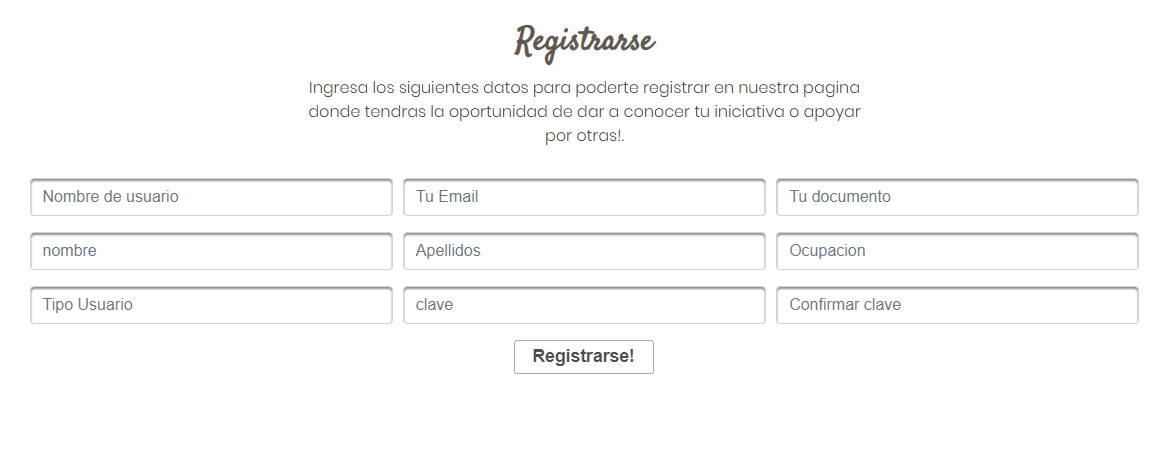 Registrarse
Ingresa los siguientes datos para poderte registrar en nuestra pagina
donde tendras la oportunidad de dar a conocer tu iniciativa o apoyar
por otras!.
Nombre de usuario
Tu Email
Tu documento
nombre
Apellidos
Ocupacion
Tipo Usuario
clave
Confirmar clave
Registrarse!